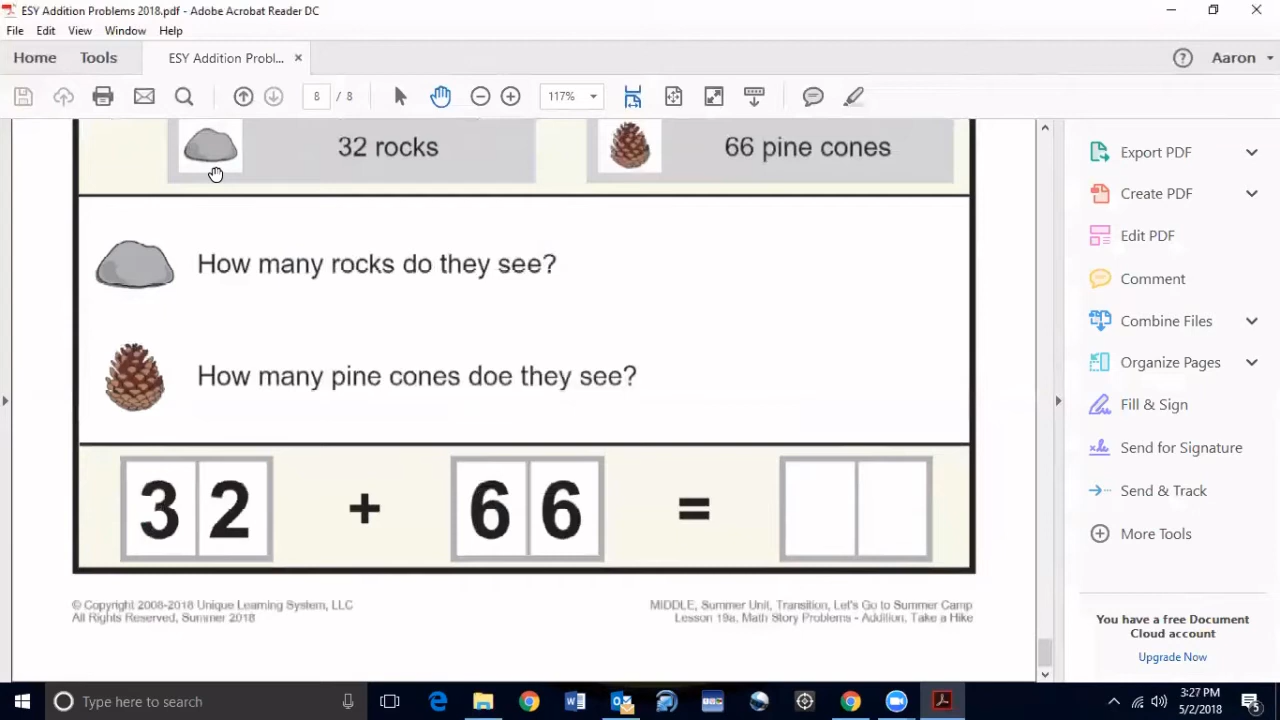 ESY Addition Problems 2018.pdf - Adobe Acrobat Reader DC
File Edit View Window Help
Home Tools ESY Addition Probl... × Aaron
8 / 8 117%
32 rocks 66 pine cones
How many rocks do they see?
How many pine cones doe they see?
32 + 66 =
© Copyright 2008-2018 Unique Learning System, LLC
All Rights Reserved, Summer 2018
MIDDLE, Summer Unit, Transition, Let's Go to Summer Camp
Lesson 19a, Math Story Problems - Addition, Take a Hike
Export PDF
Create PDF
Edit PDF
Comment
Combine Files
Organize Pages
Fill & Sign
Send for Signature
Send & Track
More Tools
You have a free Document
Cloud account
Upgrade Now
Type here to search
3:27 PM
5/2/2018